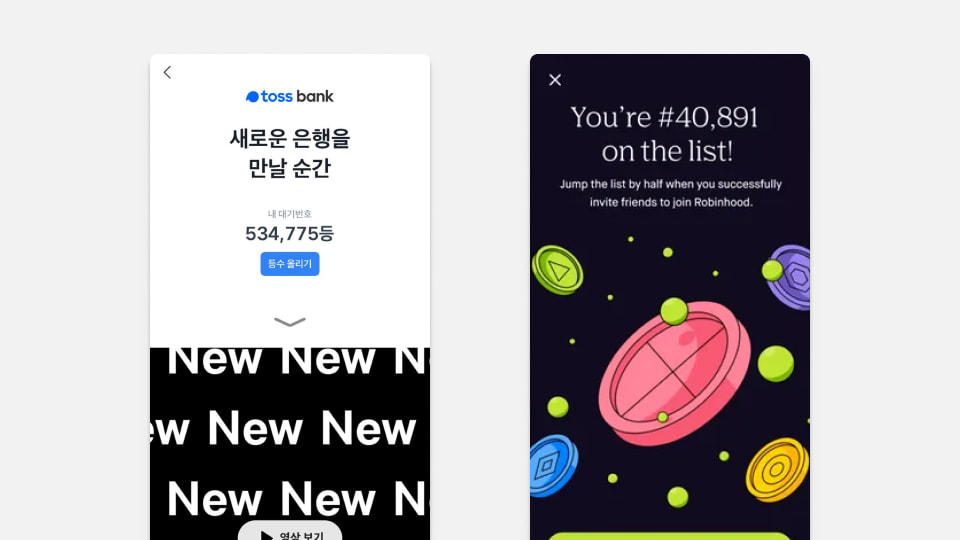 toss bank
새로운 은행을
만날 순간
내 대기번호
534,775등
등수 올리기
New New N
ew New New
New New N
영상 보기
You’re #40,891
on the list!
Jump the list by half when you successfully
invite friends to join Robinhood.